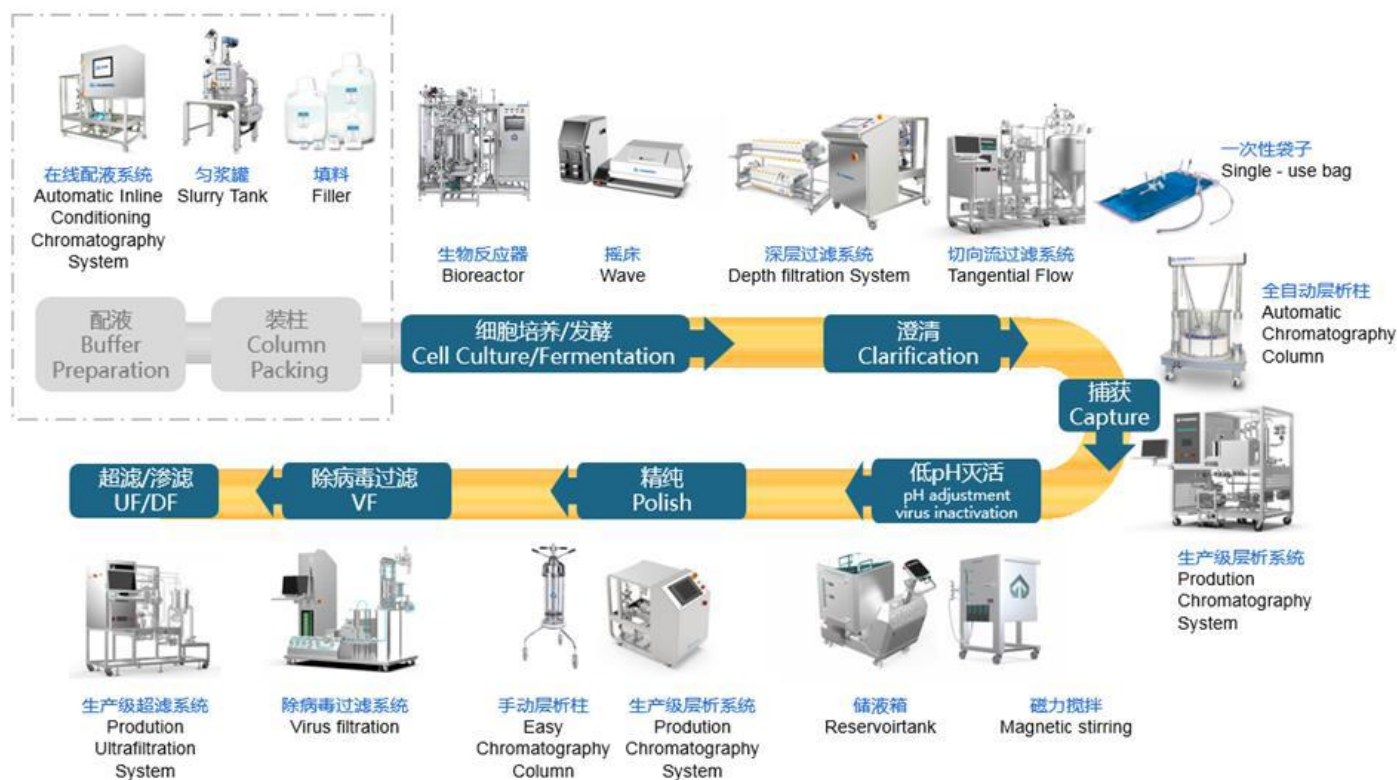 在线配液系统
Automatic Inline
Conditioning
Chromatography
System
匀浆罐
Slurry Tank
填料
Filler
生物反应器
Bioreactor
摇床
Wave
深层过滤系统
Depth filtration System
切向流过滤系统
Tangential Flow
一次性袋子
Single - use bag
配液
Buffer
Preparation
装柱
Column
Packing
细胞培养/发酵
Cell Culture/Fermentation
澄清
Clarification
全自动层析柱
Automatic
Chromatography
Column
捕获
Capture
生产级层析系统
Prodution
Chromatography
System
低pH灭活
pH adjustment
virus inactivation
精纯
Polish
除病毒过滤
VF
超滤/渗滤
UF/DF
生产级超滤系统
Prodution
Ultrafiltration
System
除病毒过滤系统
Virus filtration
手动层析柱
Easy
Chromatography
Column
生产级层析系统
Prodution
Chromatography
System
储液箱
Reservoirtank
磁力搅拌
Magnetic stirring